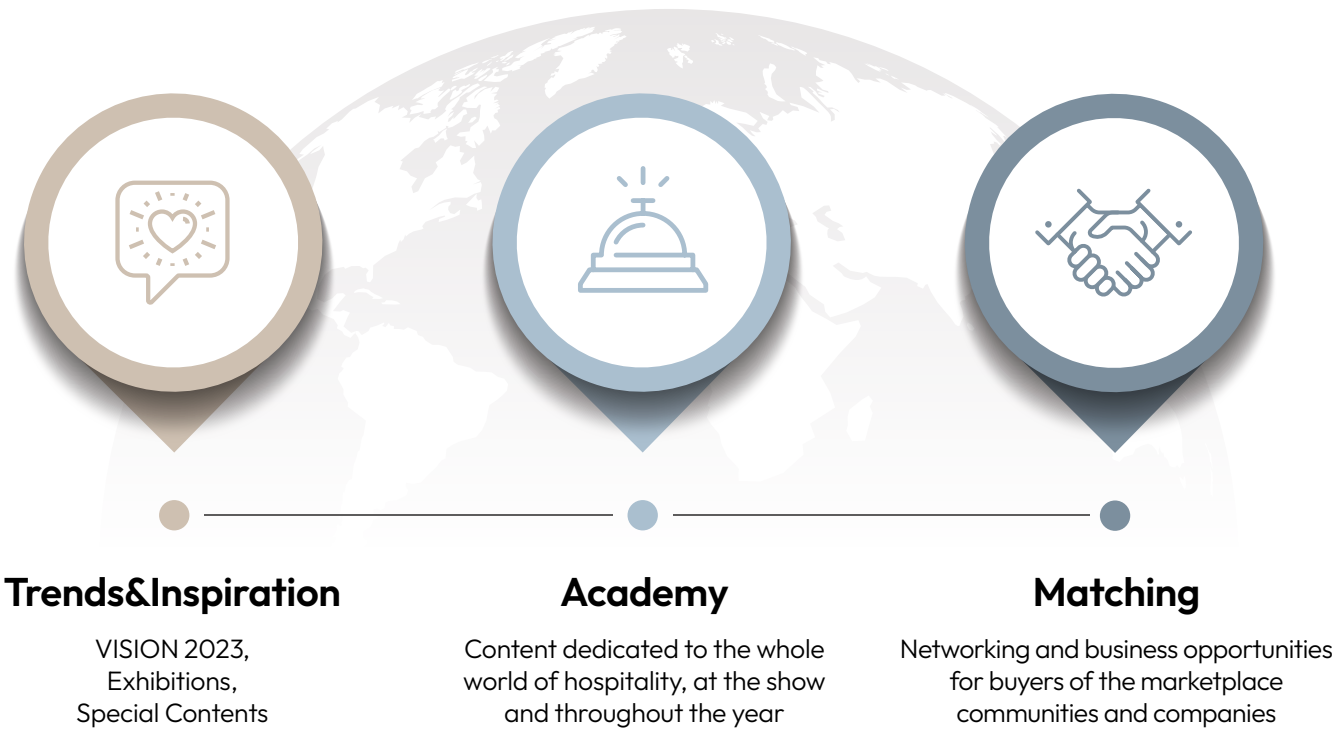 Trends&Inspiration
VISION 2023,
Exhibitions,
Special Contents
Academy
Content dedicated to the whole
world of hospitality, at the show
and throughout the year
Matching
Networking and business opportunities
for buyers of the marketplace
communities and companies